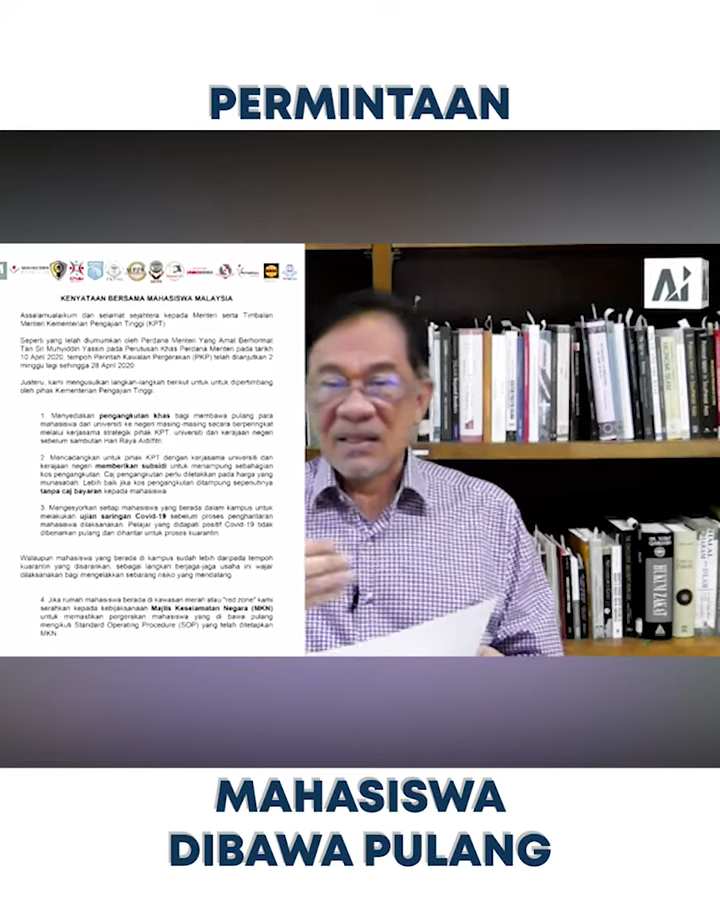 PERMINTAAN
KENYATAAN BERSAMA MAHASISWA MALAYSIA
Assalamualaikum dan selamat sejahtera kepada Menteri serta Timbalan
Menteri Kementerian Pengajian Tinggi (KPT)
Seperti yang telah diumumkan oleh Perdana Menteri Yang Amat Berhormat
Tan Sri Muhyiddin Yassin pada Perutusan Khas Perdana Menteri pada tarikh
10 April 2020, tempoh Perintah Kawalan Pergerakan (PKP) telah dilanjutkan 2
minggu lagi sehingga 28 April 2020
Justeru, kami mengusulkan langkah-langkah berikut untuk untuk dipertimbang
oleh pihak Kementerian Pengajian Tinggi.
1. Menyediakan pengangkutan khas bagi membawa pulang para
mahasiswa dari universiti ke negeri masing-masing secara berperingkat
melalui kerjasama strategik pihak KPT, universiti dan kerajaan negeri
sebelum sambutan Hari Raya Aidilfitri.
2. Mencadangkan untuk pihak KPT dengan kerjasama universiti dan
kerajaan negeri memberikan subsidi untuk menampung sebahagian
kos pengangkutan. Caj pengangkutan perlu diletakkan pada harga yang
munasabah. Lebih baik jika kos pengangkutan ditampung sepenuhnya
tanpa caj bayaran kepada mahasiswa
3. Mengesyorkan setiap mahasiswa yang berada dalam kampus untuk
melakukan ujian saringan Covid-19 sebelum proses penghantaran
mahasiswa dilaksanakan. Pelajar yang didapati positif Covid-19 tidak
dibenarkan pulang dan dihantar untuk proses kuarantin.
Walaupun mahasiswa yang berada di kampus sudah lebih daripada tempoh
kuarantin yang disarankan, sebagai langkah berjaga-jaga usaha ini wajar
dilaksanakan bagi mengelakkan sebarang risiko yang mendatang
4. Jika rumah mahasiswa berada di kawasan merah atau "red zone" kami
serahkan kepada kebijaksanaan Majlis Keselamatan Negara (MKN)
untuk memastikan pergerakan mahasiswa yang di bawa pulang
mengikuti Standard Operating Procedure (SOP) yang telah ditetapkan
MKN.
Ai
HUKUM ZAKAT
MAHASISWA
DIBAWA PULANG